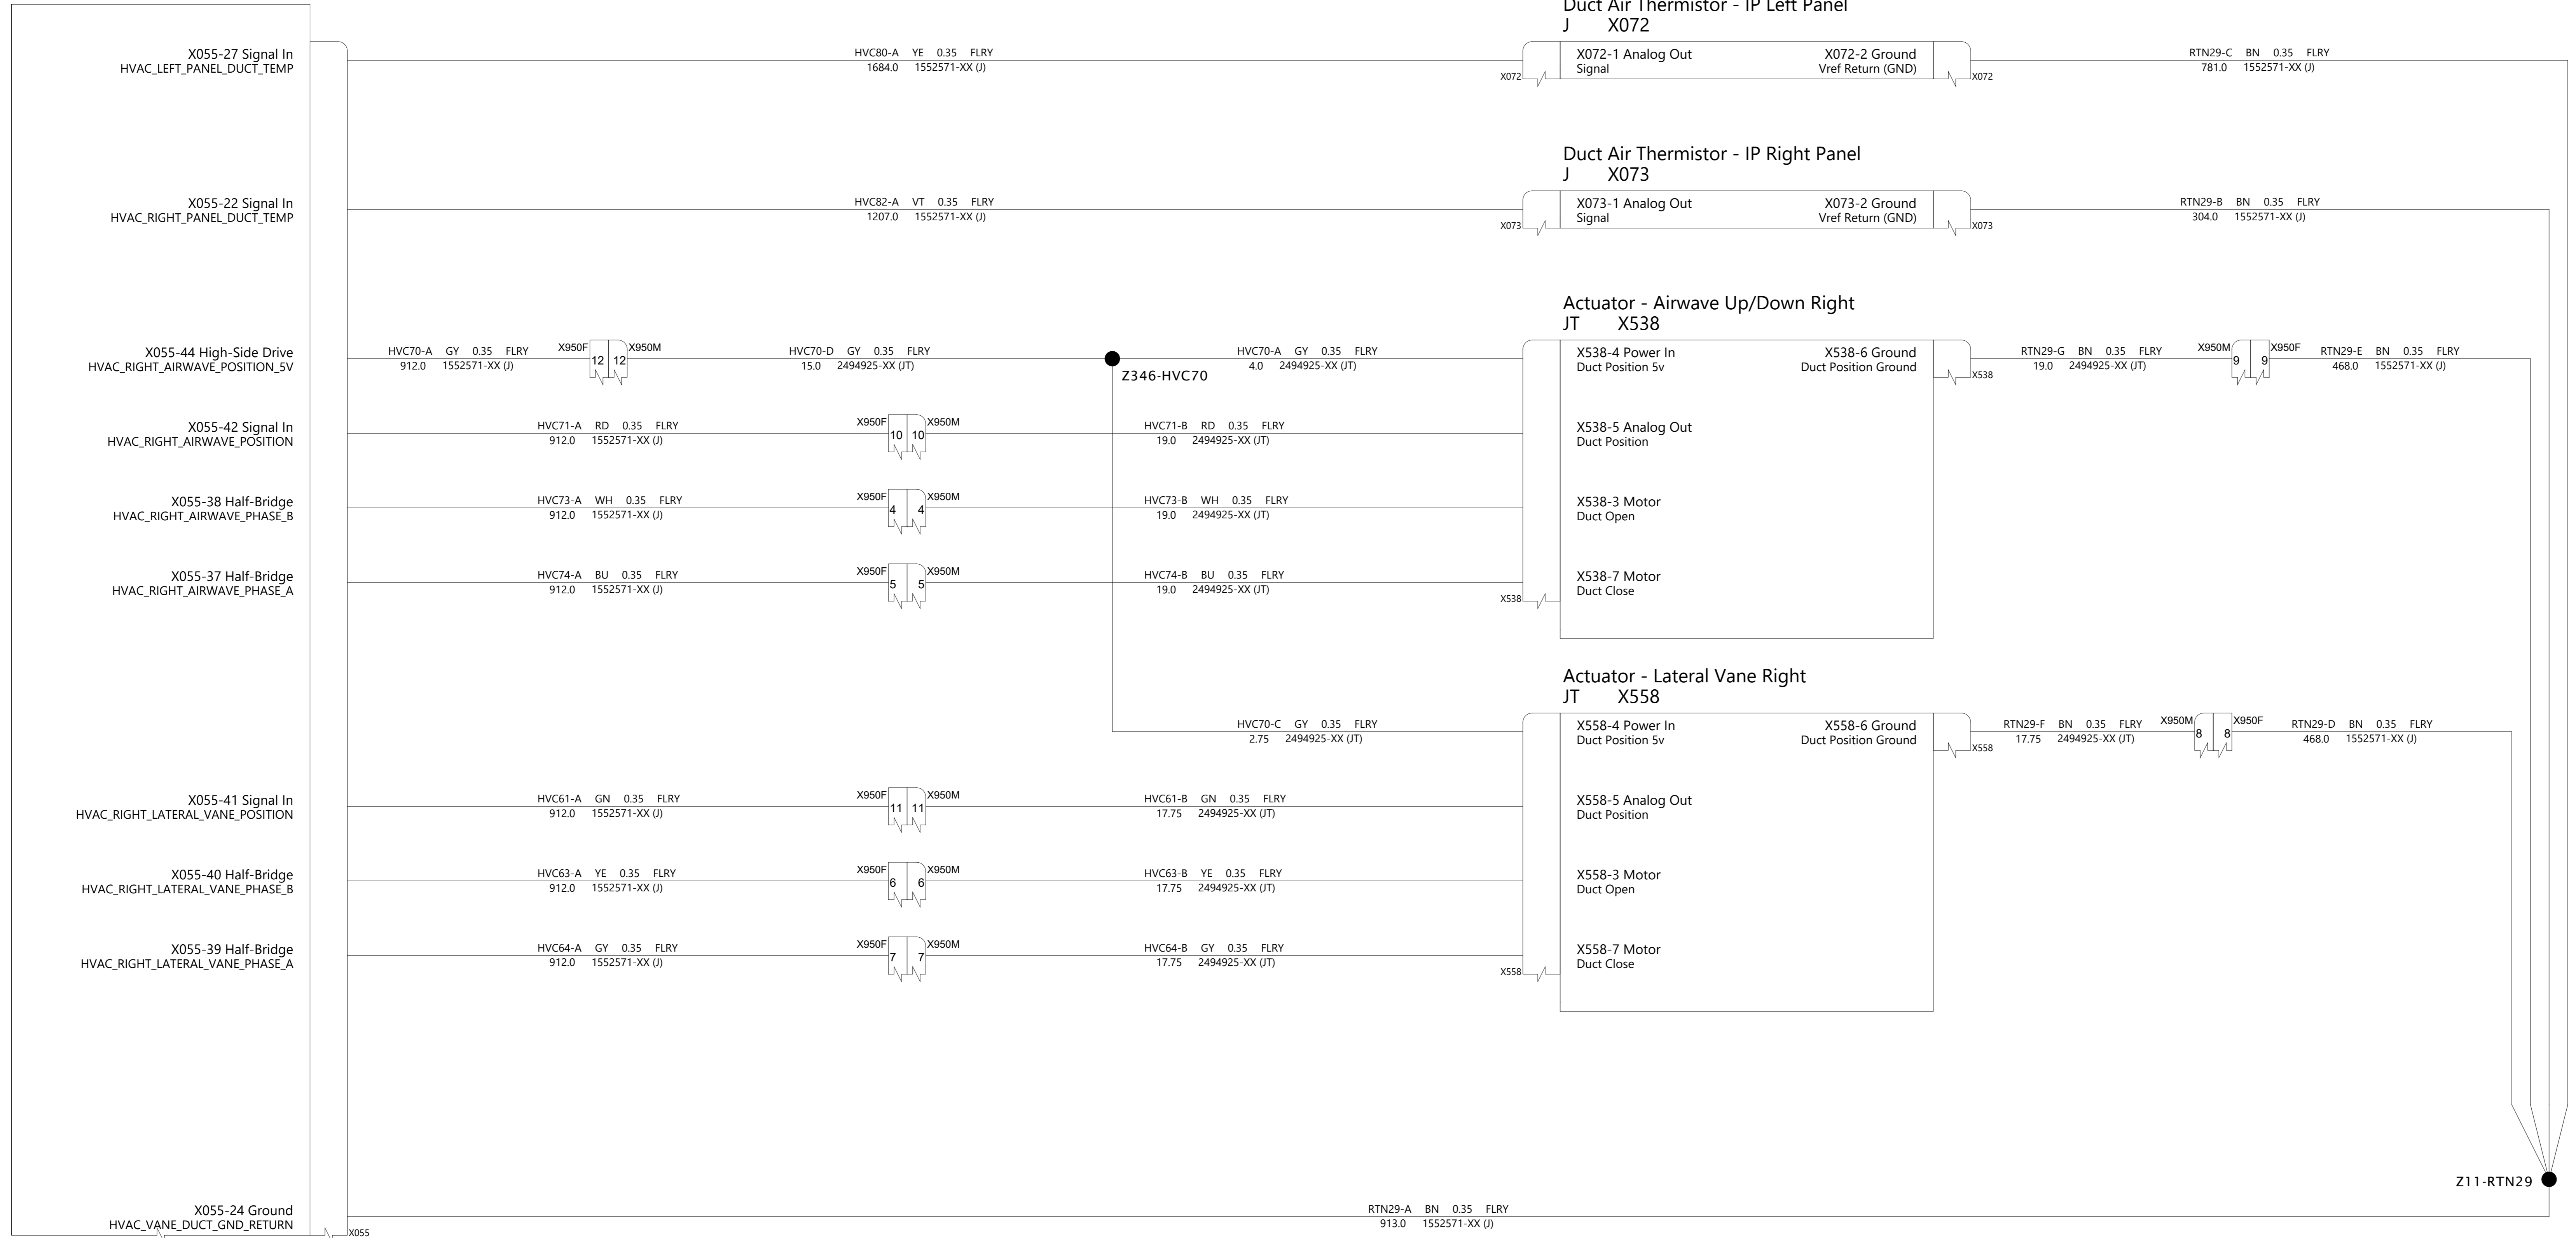 Duct Air Thermistor - IP Left Panel
J X072
X055-27 Signal In
HVAC_LEFT_PANEL_DUCT_TEMP
HVC80-A YE 0.35 FLRY
1684.0 1552571-XX (J)
X072
X072-1 Analog Out
Signal
X072-2 Ground
Vref Return (GND)
X072
RTN29-C BN 0.35 FLRY
781.0 1552571-XX (J)
Duct Air Thermistor - IP Right Panel
J X073
X055-22 Signal In
HVAC_RIGHT_PANEL_DUCT_TEMP
HVC82-A VT 0.35 FLRY
1207.0 1552571-XX (J)
X073
X073-1 Analog Out
Signal
X073-2 Ground
Vref Return (GND)
X073
RTN29-B BN 0.35 FLRY
304.0 1552571-XX (J)
Actuator - Airwave Up/Down Right
JT X538
X055-44 High-Side Drive
HVAC_RIGHT_AIRWAVE_POSITION_5V
HVC70-A GY 0.35 FLRY
912.0 1552571-XX (J)
X950F 12 12 X950M
HVC70-D GY 0.35 FLRY
15.0 2494925-XX (JT)
Z346-HVC70
HVC70-A GY 0.35 FLRY
4.0 2494925-XX (JT)
X538-4 Power In
Duct Position 5v
X538-6 Ground
Duct Position Ground
X538
RTN29-G BN 0.35 FLRY
19.0 2494925-XX (JT)
X950M 9 9 X950F
RTN29-E BN 0.35 FLRY
468.0 1552571-XX (J)
X055-42 Signal In
HVAC_RIGHT_AIRWAVE_POSITION
HVC71-A RD 0.35 FLRY
912.0 1552571-XX (J)
X950F 10 10 X950M
HVC71-B RD 0.35 FLRY
19.0 2494925-XX (JT)
X538-5 Analog Out
Duct Position
X055-38 Half-Bridge
HVAC_RIGHT_AIRWAVE_PHASE_B
HVC73-A WH 0.35 FLRY
912.0 1552571-XX (J)
X950F 4 4 X950M
HVC73-B WH 0.35 FLRY
19.0 2494925-XX (JT)
X538-3 Motor
Duct Open
X055-37 Half-Bridge
HVAC_RIGHT_AIRWAVE_PHASE_A
HVC74-A BU 0.35 FLRY
912.0 1552571-XX (J)
X950F 5 5 X950M
HVC74-B BU 0.35 FLRY
19.0 2494925-XX (JT)
X538
X538-7 Motor
Duct Close
Actuator - Lateral Vane Right
JT X558
HVC70-C GY 0.35 FLRY
2.75 2494925-XX (JT)
X558-4 Power In
Duct Position 5v
X558-6 Ground
Duct Position Ground
X558
RTN29-F BN 0.35 FLRY
17.75 2494925-XX (JT)
X950M 8 8 X950F
RTN29-D BN 0.35 FLRY
468.0 1552571-XX (J)
X055-41 Signal In
HVAC_RIGHT_LATERAL_VANE_POSITION
HVC61-A GN 0.35 FLRY
912.0 1552571-XX (J)
X950F 11 11 X950M
HVC61-B GN 0.35 FLRY
17.75 2494925-XX (JT)
X558-5 Analog Out
Duct Position
X055-40 Half-Bridge
HVAC_RIGHT_LATERAL_VANE_PHASE_B
HVC63-A YE 0.35 FLRY
912.0 1552571-XX (J)
X950F 6 6 X950M
HVC63-B YE 0.35 FLRY
17.75 2494925-XX (JT)
X558-3 Motor
Duct Open
X055-39 Half-Bridge
HVAC_RIGHT_LATERAL_VANE_PHASE_A
HVC64-A GY 0.35 FLRY
912.0 1552571-XX (J)
X950F 7 7 X950M
HVC64-B GY 0.35 FLRY
17.75 2494925-XX (JT)
X558
X558-7 Motor
Duct Close
Z11-RTN29
X055-24 Ground
HVAC_VANE_DUCT_GND_RETURN
X055
RTN29-A BN 0.35 FLRY
913.0 1552571-XX (J)